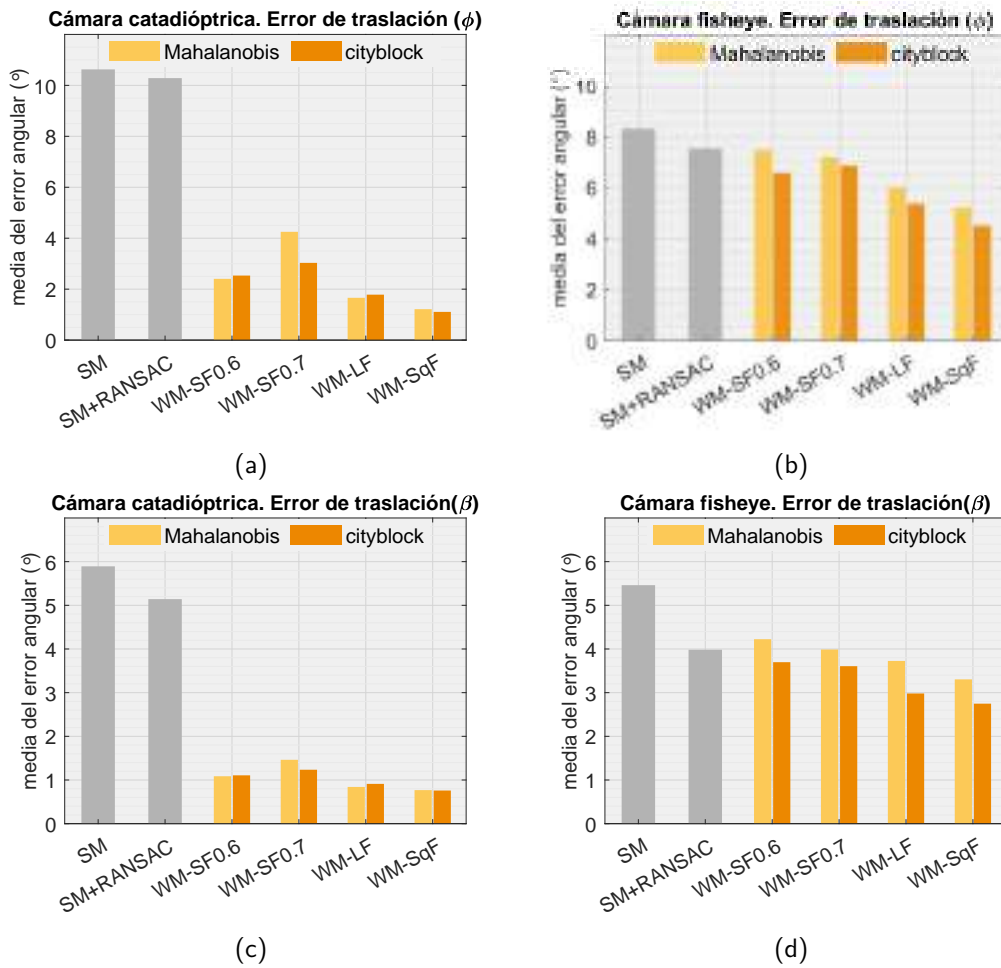 Cámara catadióptrica. Error de traslación (ϕ)
Mahalanobis cityblock
media del error angular (º)
10
8
6
4
2
0
SM
SM+RANSAC
WM-SF0.6
WM-SF0.7
WM-LF
WM-SqF
(a)
Cámara fisheye. Error de traslación (ϕ)
Mahalanobis cityblock
media del error angular (°)
10
8
6
4
2
0
SM
SM+RANSAC
WM-SF0.6
WM-SF0.7
WM-LF
WM-SqF
(b)
Cámara catadióptrica. Error de traslación(β)
Mahalanobis cityblock
media del error angular (º)
6
5
4
3
2
1
0
SM
SM+RANSAC
WM-SF0.6
WM-SF0.7
WM-LF
WM-SqF
(c)
Cámara fisheye. Error de traslación(β)
Mahalanobis cityblock
media del error angular (º)
6
5
4
3
2
1
0
SM
SM+RANSAC
WM-SF0.6
WM-SF0.7
WM-LF
WM-SqF
(d)